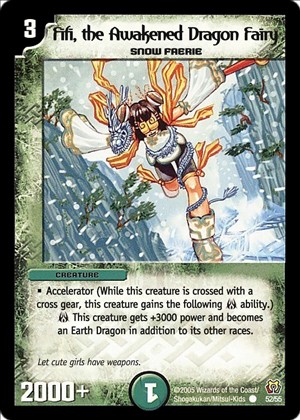 3
Fifi, the Awakened Dragon Fairy
SNOW FAERIE
CREATURE
▪ Accelerator (While this creature is crossed with a
cross gear, this creature gains the following ability.)
This creature gets +3000 power and becomes
an Earth Dragon in addition to its other races.
Let cute girls have weapons.
2000+
1
©2005 Wizards of the Coast/
Shogakukan/Mitsui-Kids
52/55